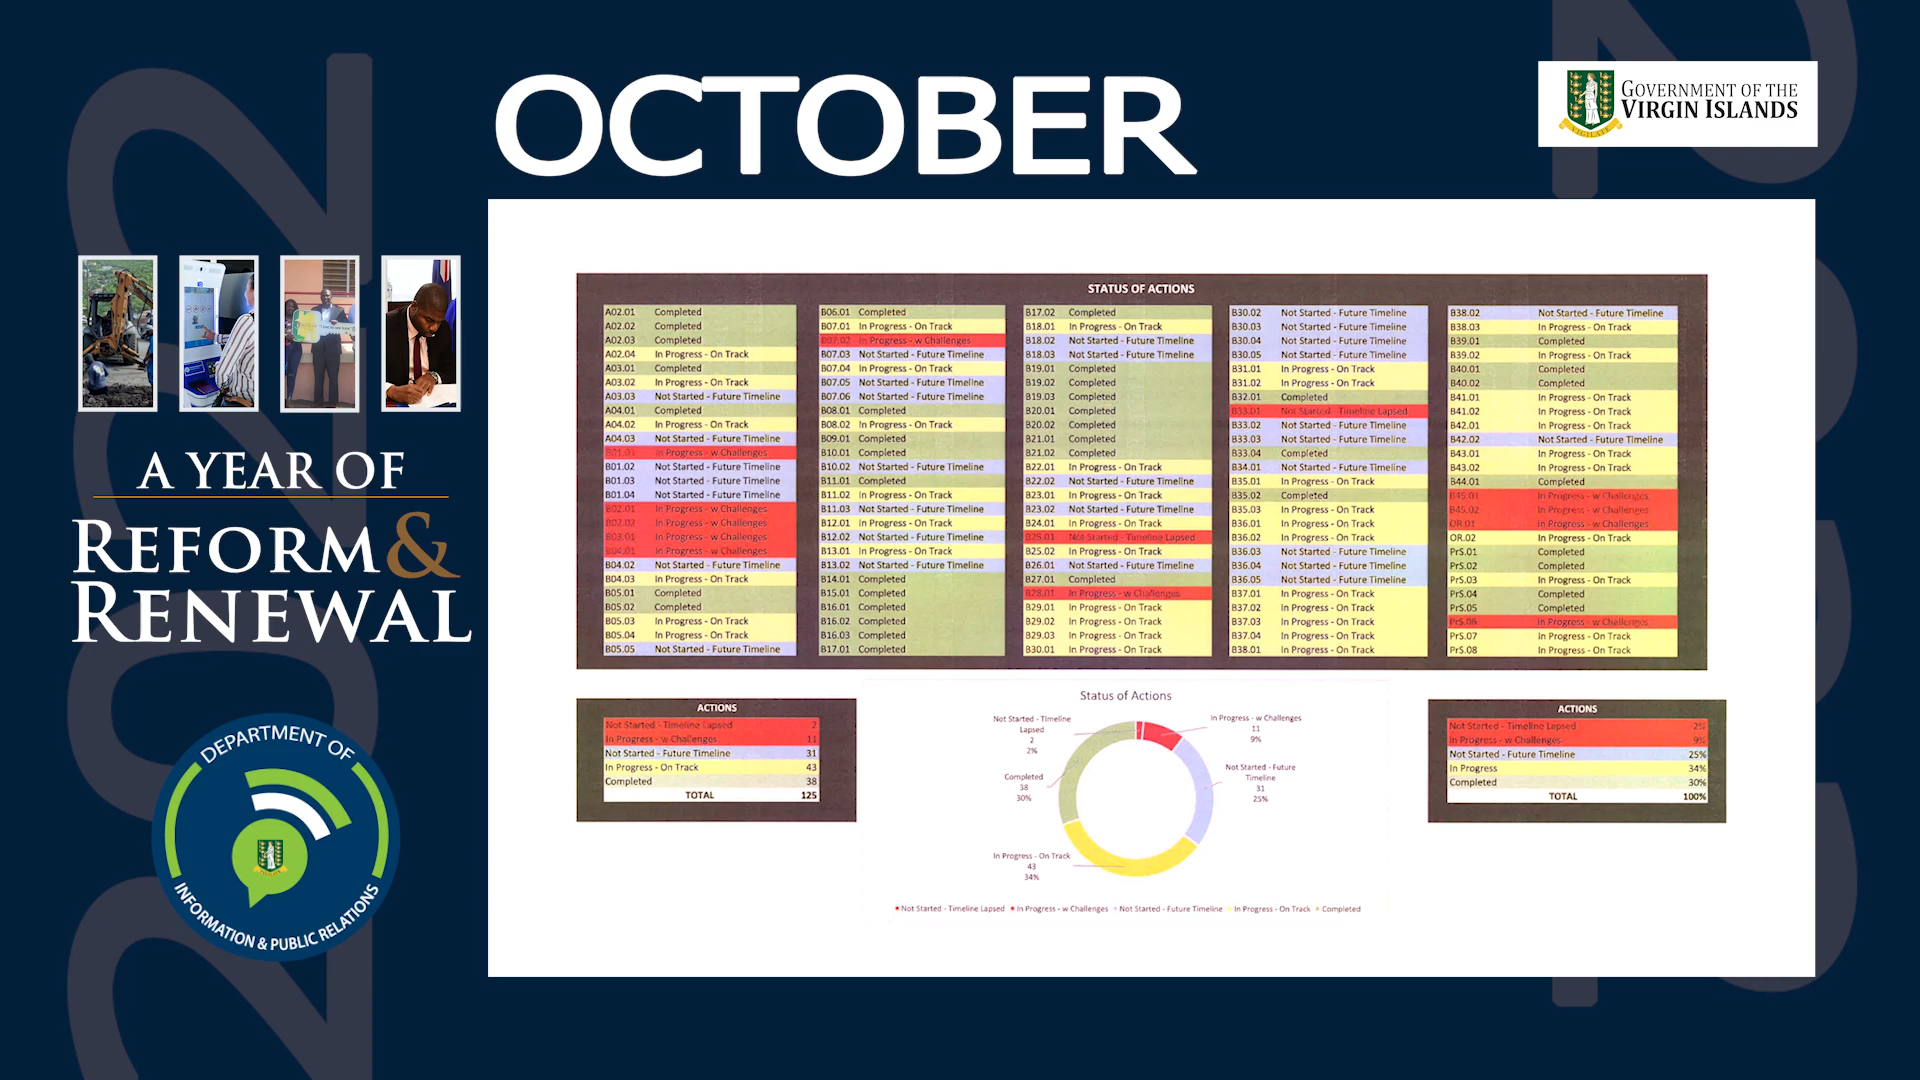 OCTOBER
GOVERNMENT OF THE
VIRGIN ISLANDS
VIGILATE
A YEAR OF
REFORM &
RENEWAL
DEPARTMENT OF
INFORMATION & PUBLIC RELATIONS
STATUS OF ACTIONS
A02.01 Completed
A02.02 Completed
A02.03 Completed
A02.04 In Progress - On Track
A03.01 Completed
A03.02 In Progress - On Track
A03.03 Not Started - Future Timeline
A04.01 Completed
A04.02 In Progress - On Track
A04.03 Not Started - Future Timeline
B01.01 In Progress - w Challenges
B01.02 Not Started - Future Timeline
B01.03 Not Started - Future Timeline
B01.04 Not Started - Future Timeline
B02.01 In Progress - w Challenges
B02.02 In Progress - w Challenges
B03.01 In Progress - w Challenges
B04.01 In Progress - w Challenges
B04.02 Not Started - Future Timeline
B04.03 In Progress - On Track
B05.01 Completed
B05.02 Completed
B05.03 In Progress - On Track
B05.04 In Progress - On Track
B05.05 Not Started - Future Timeline
B06.01 Completed
B07.01 In Progress - On Track
B07.02 In Progress - w Challenges
B07.03 Not Started - Future Timeline
B07.04 In Progress - On Track
B07.05 Not Started - Future Timeline
B07.06 Not Started - Future Timeline
B08.01 Completed
B08.02 In Progress - On Track
B09.01 Completed
B10.01 Completed
B10.02 Not Started - Future Timeline
B11.01 Completed
B11.02 In Progress - On Track
B11.03 Not Started - Future Timeline
B12.01 In Progress - On Track
B12.02 Not Started - Future Timeline
B13.01 In Progress - On Track
B13.02 Not Started - Future Timeline
B14.01 Completed
B15.01 Completed
B16.01 Completed
B16.02 Completed
B16.03 Completed
B17.01 Completed
B17.02 Completed
B18.01 In Progress - On Track
B18.02 Not Started - Future Timeline
B18.03 Not Started - Future Timeline
B19.01 Completed
B19.02 Completed
B19.03 Completed
B20.01 Completed
B20.02 Completed
B21.01 Completed
B21.02 Completed
B22.01 In Progress - On Track
B22.02 Not Started - Future Timeline
B23.01 In Progress - On Track
B23.02 Not Started - Future Timeline
B24.01 In Progress - On Track
B25.01 Not Started - Timeline Lapsed
B25.02 In Progress - On Track
B26.01 Not Started - Future Timeline
B27.01 Completed
B28.01 In Progress - w Challenges
B29.01 In Progress - On Track
B29.02 In Progress - On Track
B29.03 In Progress - On Track
B30.01 In Progress - On Track
B30.02 Not Started - Future Timeline
B30.03 Not Started - Future Timeline
B30.04 Not Started - Future Timeline
B30.05 Not Started - Future Timeline
B31.01 In Progress - On Track
B31.02 In Progress - On Track
B32.01 Completed
B33.01 Not Started - Timeline Lapsed
B33.02 Not Started - Future Timeline
B33.03 Not Started - Future Timeline
B33.04 Completed
B34.01 Not Started - Future Timeline
B35.01 In Progress - On Track
B35.02 Completed
B35.03 In Progress - On Track
B36.01 In Progress - On Track
B36.02 In Progress - On Track
B36.03 Not Started - Future Timeline
B36.04 Not Started - Future Timeline
B36.05 Not Started - Future Timeline
B37.01 In Progress - On Track
B37.02 In Progress - On Track
B37.03 In Progress - On Track
B37.04 In Progress - On Track
B38.01 In Progress - On Track
B38.02 Not Started - Future Timeline
B38.03 In Progress - On Track
B39.01 Completed
B39.02 In Progress - On Track
B40.01 Completed
B40.02 Completed
B41.01 In Progress - On Track
B41.02 In Progress - On Track
B42.01 In Progress - On Track
B42.02 Not Started - Future Timeline
B43.01 In Progress - On Track
B43.02 In Progress - On Track
B44.01 Completed
B45.01 In Progress - w Challenges
B45.02 In Progress - w Challenges
OR.01 In Progress - w Challenges
OR.02 In Progress - On Track
PrS.01 Completed
PrS.02 Completed
PrS.03 In Progress - On Track
PrS.04 Completed
PrS.05 Completed
PrS.06 In Progress - w Challenges
PrS.07 In Progress - On Track
PrS.08 In Progress - On Track
ACTIONS
Not Started - Timeline Lapsed 2
In Progress - w Challenges 11
Not Started - Future Timeline 31
In Progress - On Track 43
Completed 38
TOTAL 125
Status of Actions
Not Started - Timeline
Lapsed
2
2%
In Progress - w Challenges
11
9%
Not Started - Future
Timeline
31
25%
Completed
38
30%
In Progress - On Track
43
34%
Not Started - Timeline Lapsed In Progress - w Challenges Not Started - Future Timeline In Progress - On Track Completed
ACTIONS
Not Started - Timeline Lapsed 2%
In Progress - w Challenges 9%
Not Started - Future Timeline 25%
In Progress 34%
Completed 30%
TOTAL 100%